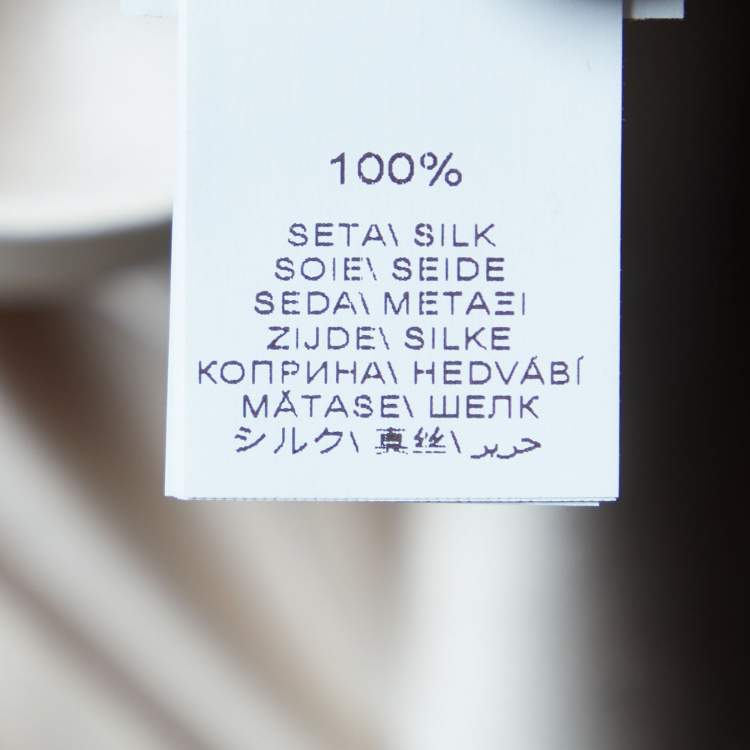 100%
SETA\ SILK
SOIE\ SEIDE
SEDA\ ΜΕΤΑΞΙ
ZIJDE\ SILKE
КОПРИНА\ HEDVÁBÍ
MĂTASE\ ШЕЛК
シルク\ 真丝\ حرير